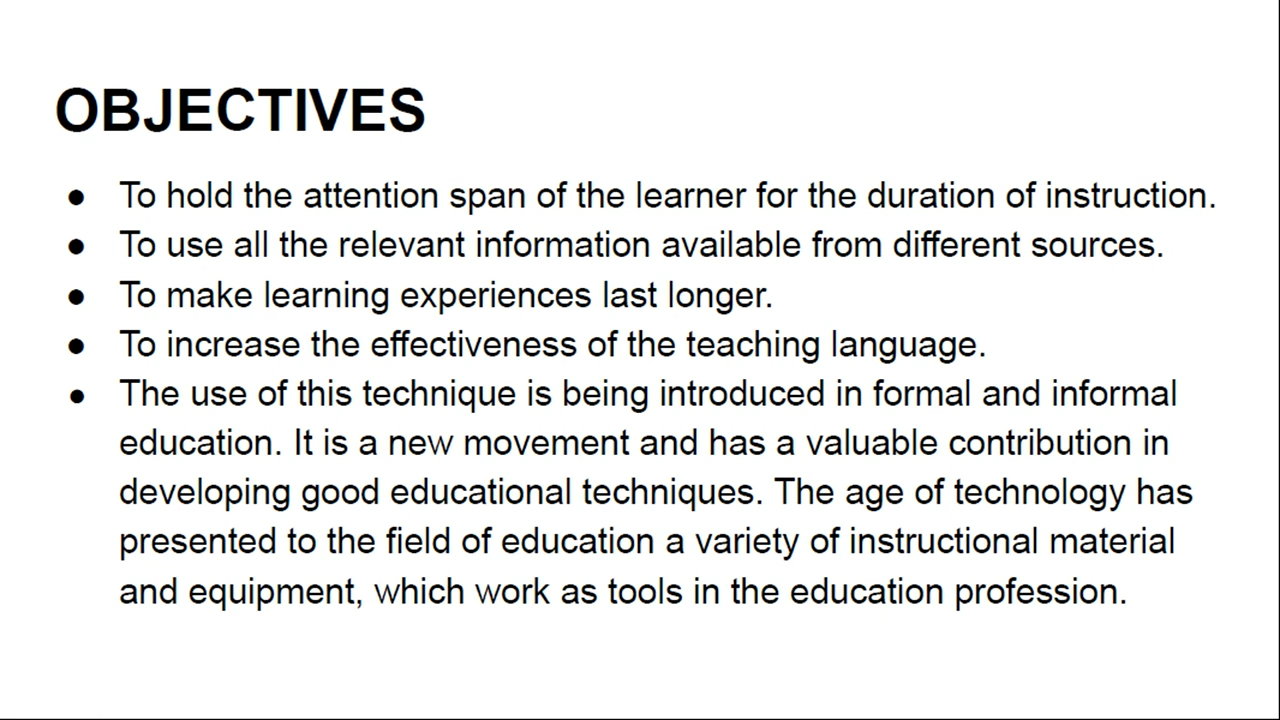 OBJECTIVES
● To hold the attention span of the learner for the duration of instruction.
● To use all the relevant information available from different sources.
● To make learning experiences last longer.
● To increase the effectiveness of the teaching language.
● The use of this technique is being introduced in formal and informal
education. It is a new movement and has a valuable contribution in
developing good educational techniques. The age of technology has
presented to the field of education a variety of instructional material
and equipment, which work as tools in the education profession.